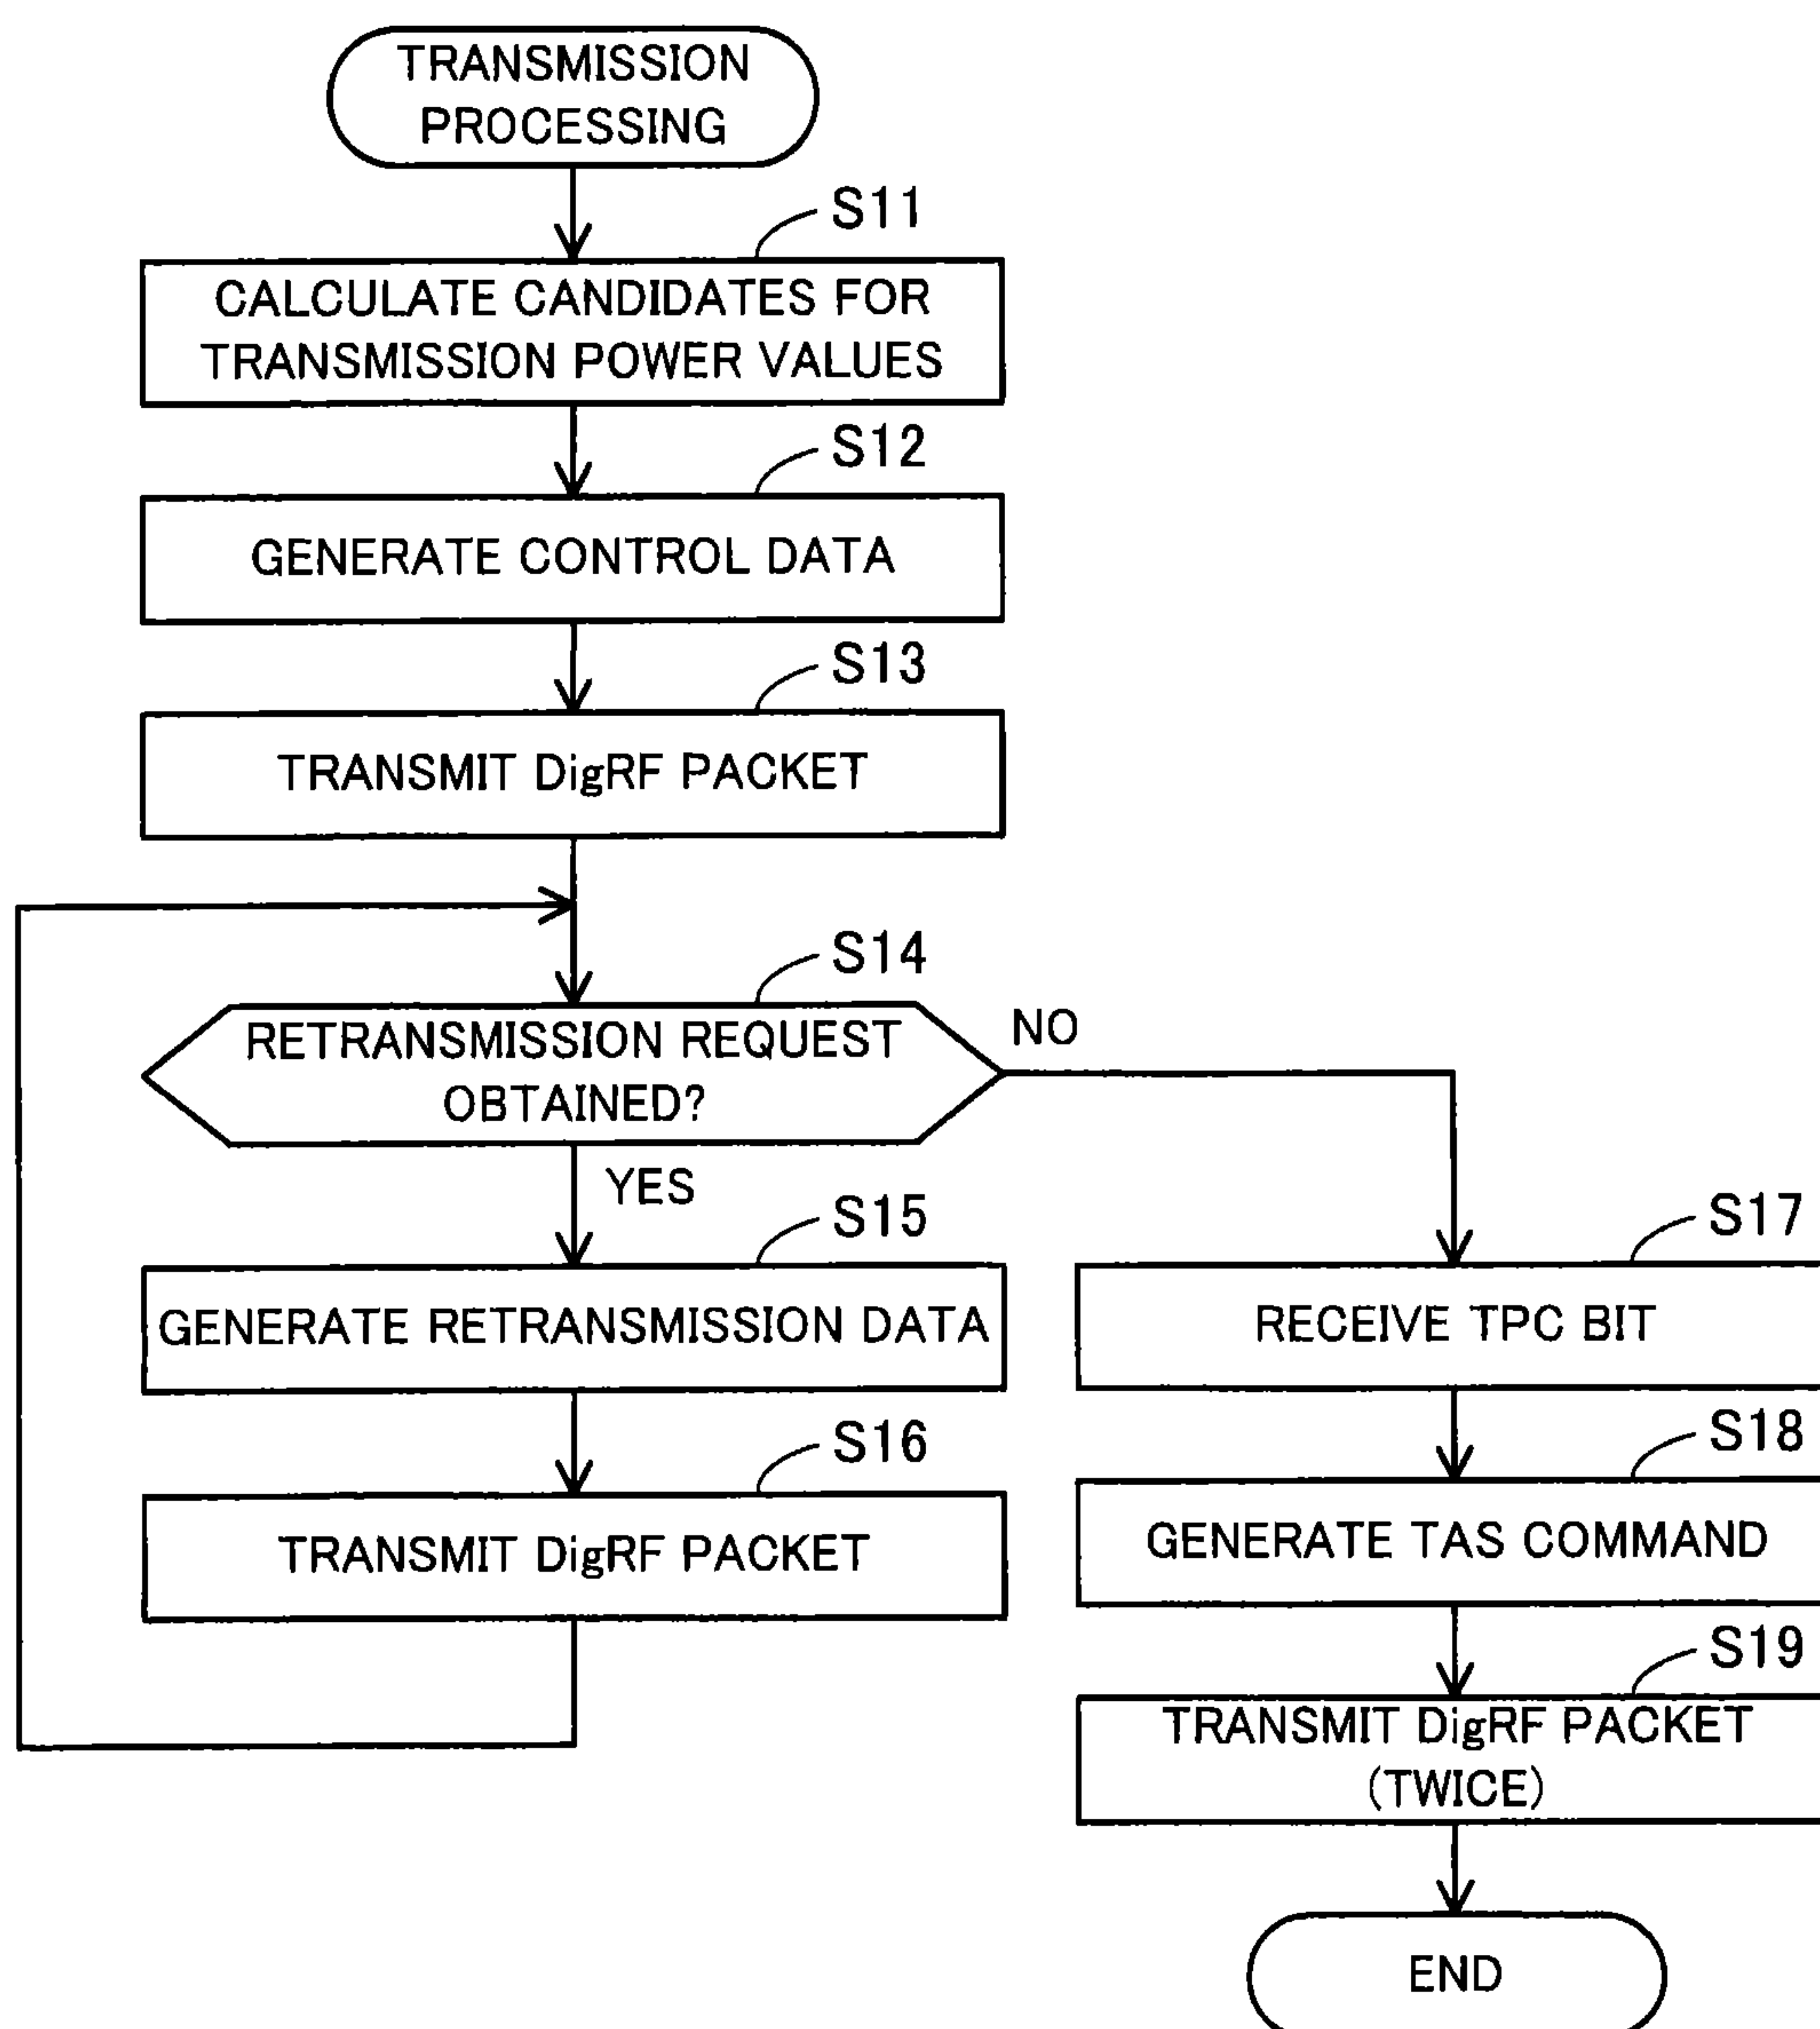 TRANSMISSION
PROCESSING
S11
CALCULATE CANDIDATES FOR
TRANSMISSION POWER VALUES
S12
GENERATE CONTROL DATA
S13
TRANSMIT DigRF PACKET
S14
RETRANSMISSION REQUEST
OBTAINED?
NO
YES
S15
GENERATE RETRANSMISSION DATA
S16
TRANSMIT DigRF PACKET
S17
RECEIVE TPC BIT
S18
GENERATE TAS COMMAND
S19
TRANSMIT DigRF PACKET
(TWICE)
END